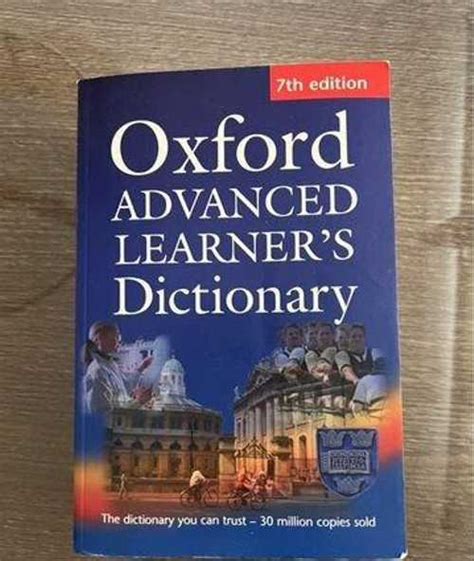 7th edition
Oxford
ADVANCED
LEARNER'S
Dictionary
The dictionary you can trust – 30 million copies sold